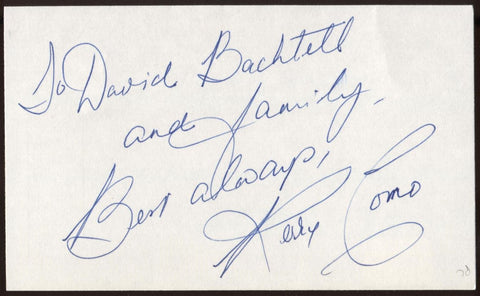 To David Bachtell
and family,
Best always,
Perry Como